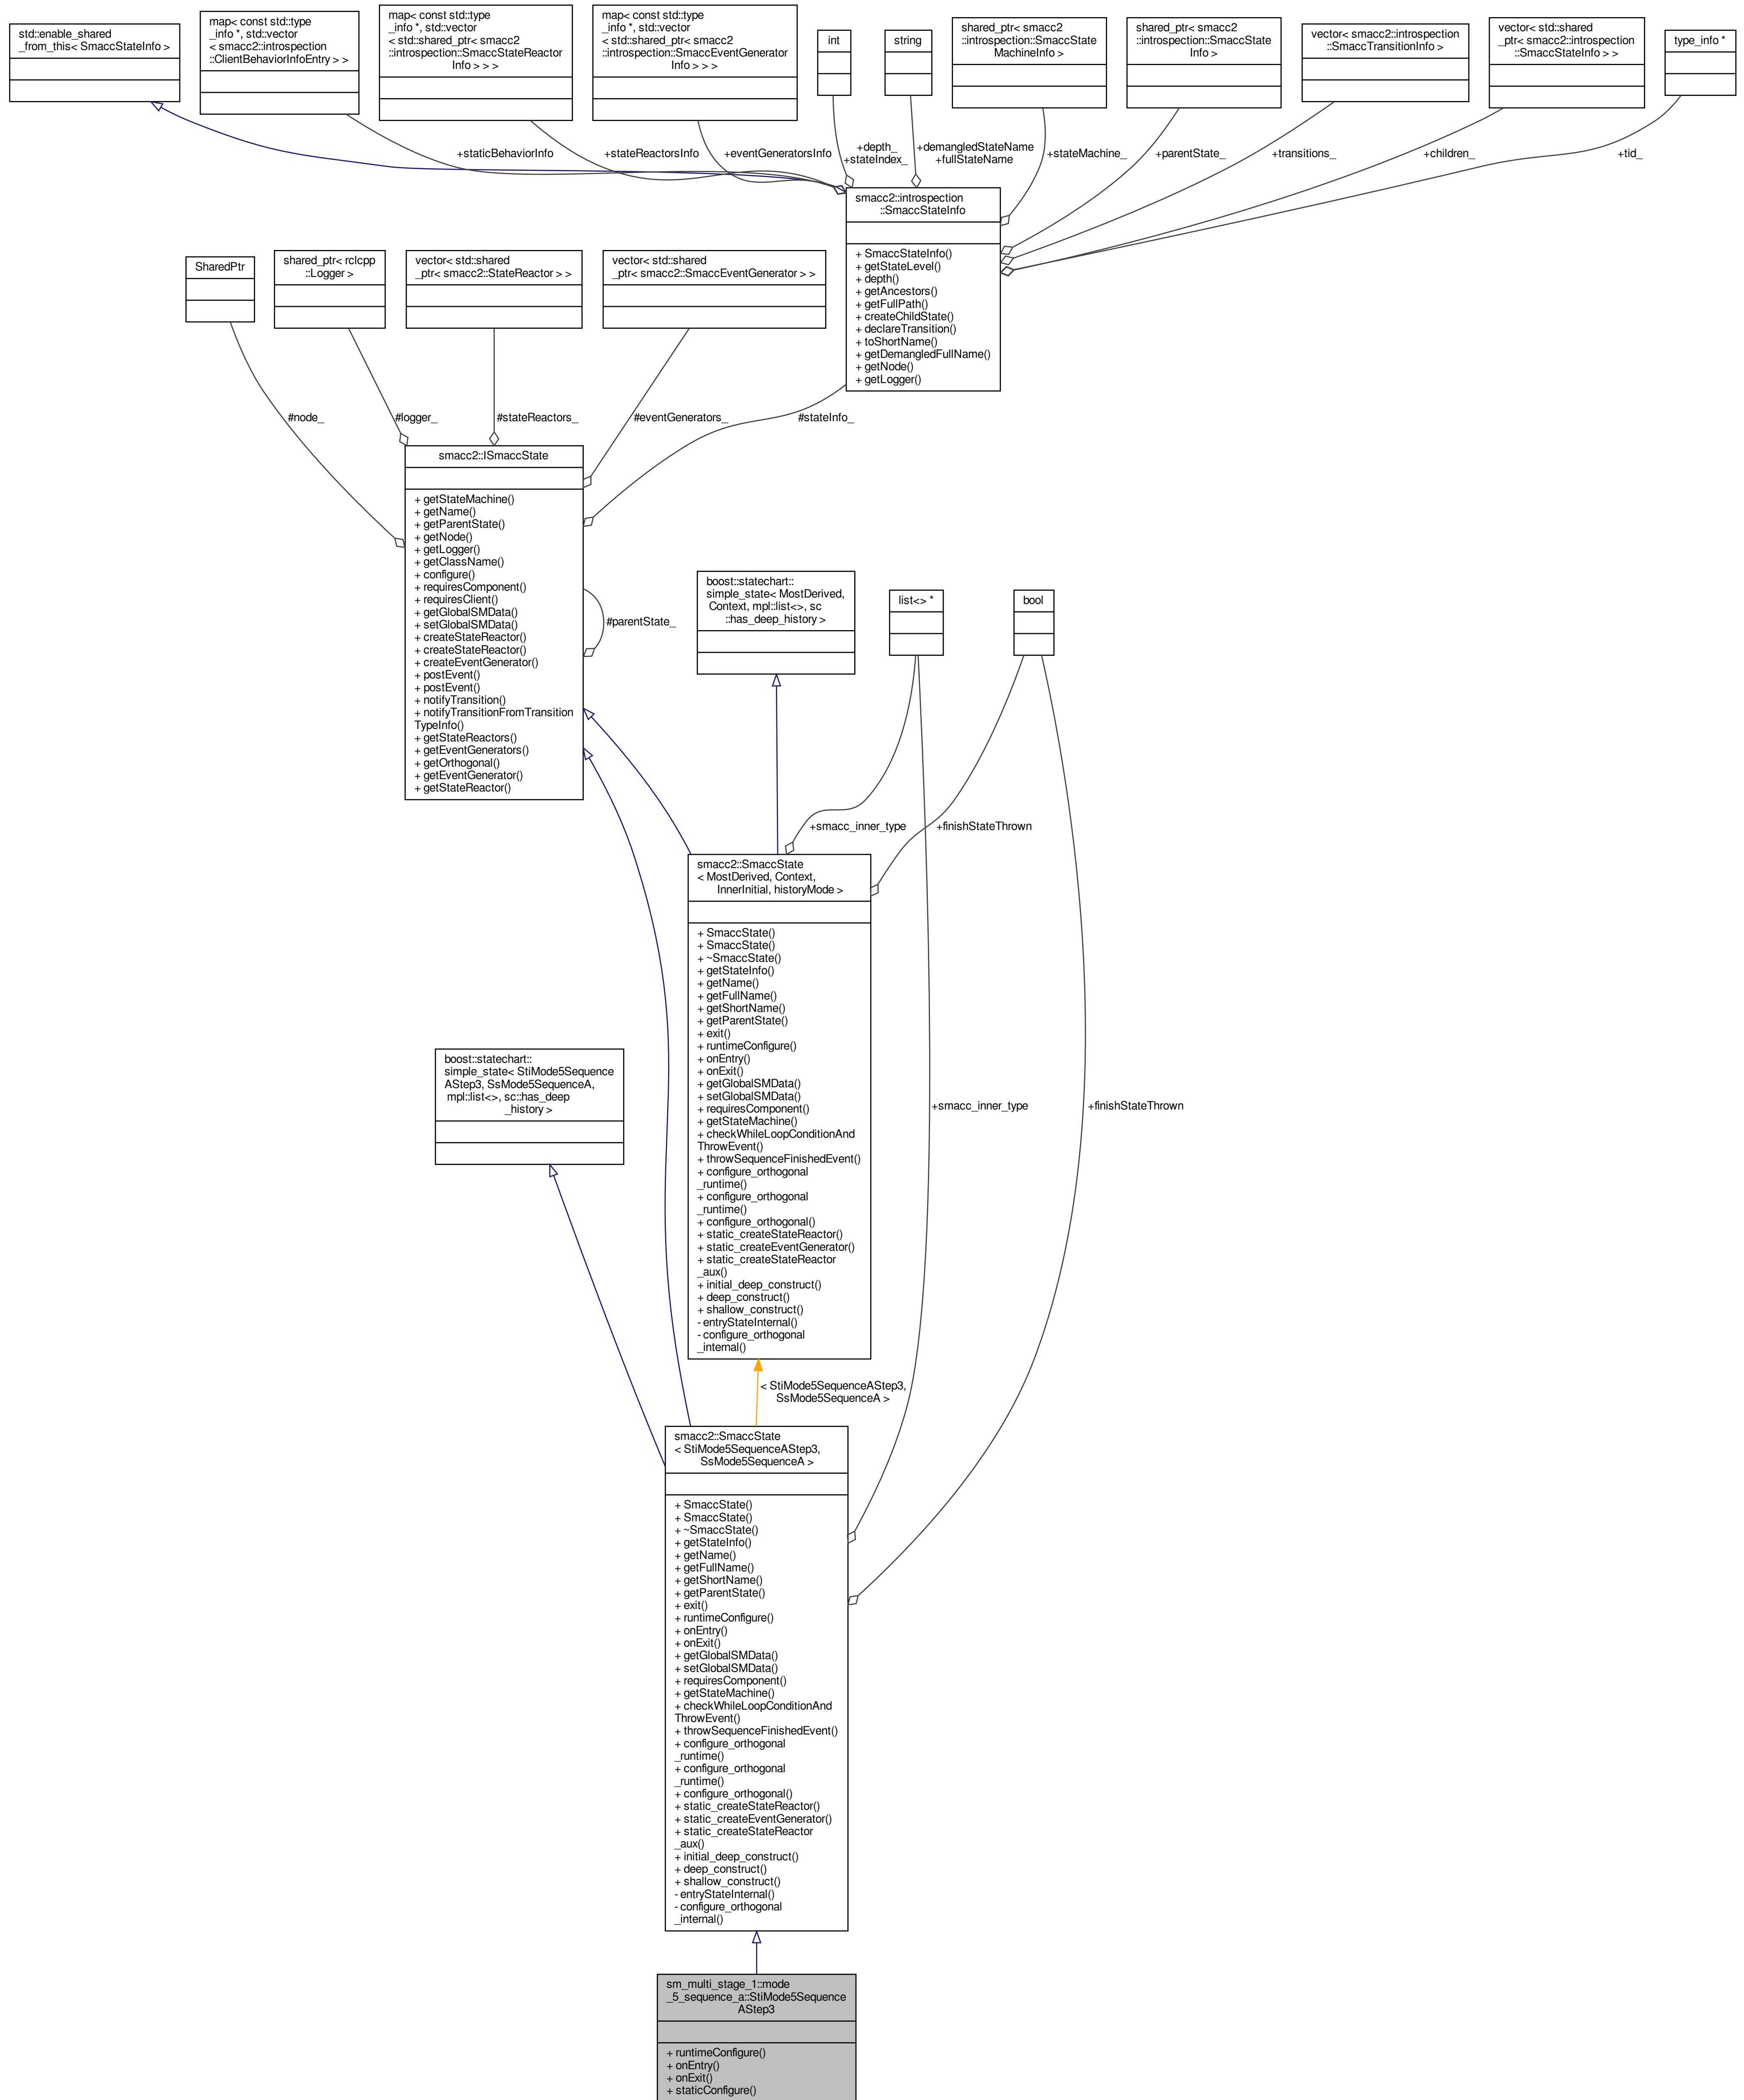 std::enable_shared
_from_this< SmaccStateInfo >
map< const std::type
_info *, std::vector
< smacc2::introspection
::ClientBehaviorInfoEntry > >
map< const std::type
_info *, std::vector
< std::shared_ptr< smacc2
::introspection::SmaccStateReactor
Info > > >
map< const std::type
_info *, std::vector
< std::shared_ptr< smacc2
::introspection::SmaccEventGenerator
Info > > >
int
string
shared_ptr< smacc2
::introspection::SmaccState
MachineInfo >
shared_ptr< smacc2
::introspection::SmaccState
Info >
vector< smacc2::introspection
::SmaccTransitionInfo >
vector< std::shared
_ptr< smacc2::introspection
::SmaccStateInfo > >
type_info *
+staticBehaviorInfo
+stateReactorsInfo
+eventGeneratorsInfo
+depth_
+stateIndex_
+demangledStateName
+fullStateName
+stateMachine_
+parentState_
+transitions_
+children_
+tid_
smacc2::introspection
::SmaccStateInfo
+ SmaccStateInfo()
+ getStateLevel()
+ depth()
+ getAncestors()
+ getFullPath()
+ createChildState()
+ declareTransition()
+ toShortName()
+ getDemangledFullName()
+ getNode()
+ getLogger()
SharedPtr
shared_ptr< rclcpp
::Logger >
vector< std::shared
_ptr< smacc2::StateReactor > >
vector< std::shared
_ptr< smacc2::SmaccEventGenerator > >
#node_
#logger_
#stateReactors_
#eventGenerators_
#stateInfo_
smacc2::ISmaccState
+ getStateMachine()
+ getName()
+ getParentState()
+ getNode()
+ getLogger()
+ getClassName()
+ configure()
+ requiresComponent()
+ requiresClient()
+ getGlobalSMData()
+ setGlobalSMData()
+ createStateReactor()
+ createStateReactor()
+ createEventGenerator()
+ postEvent()
+ postEvent()
+ notifyTransition()
+ notifyTransitionFromTransition
TypeInfo()
+ getStateReactors()
+ getEventGenerators()
+ getOrthogonal()
+ getEventGenerator()
+ getStateReactor()
#parentState_
boost::statechart::
simple_state< MostDerived,
Context, mpl::list<>, sc
::has_deep_history >
list<> *
bool
+smacc_inner_type
+finishStateThrown
smacc2::SmaccState
< MostDerived, Context,
InnerInitial, historyMode >
+ SmaccState()
+ SmaccState()
+ ~SmaccState()
+ getStateInfo()
+ getName()
+ getFullName()
+ getShortName()
+ getParentState()
+ exit()
+ runtimeConfigure()
+ onEntry()
+ onExit()
+ getGlobalSMData()
+ setGlobalSMData()
+ requiresComponent()
+ getStateMachine()
+ checkWhileLoopConditionAnd
ThrowEvent()
+ throwSequenceFinishedEvent()
+ configure_orthogonal
_runtime()
+ configure_orthogonal
_runtime()
+ configure_orthogonal()
+ static_createStateReactor()
+ static_createEventGenerator()
+ static_createStateReactor
_aux()
+ initial_deep_construct()
+ deep_construct()
+ shallow_construct()
- entryStateInternal()
- configure_orthogonal
_internal()
boost::statechart::
simple_state< StiMode5Sequence
AStep3, SsMode5SequenceA,
mpl::list<>, sc::has_deep
_history >
+smacc_inner_type
+finishStateThrown
< StiMode5SequenceAStep3,
SsMode5SequenceA >
smacc2::SmaccState
< StiMode5SequenceAStep3,
SsMode5SequenceA >
+ SmaccState()
+ SmaccState()
+ ~SmaccState()
+ getStateInfo()
+ getName()
+ getFullName()
+ getShortName()
+ getParentState()
+ exit()
+ runtimeConfigure()
+ onEntry()
+ onExit()
+ getGlobalSMData()
+ setGlobalSMData()
+ requiresComponent()
+ getStateMachine()
+ checkWhileLoopConditionAnd
ThrowEvent()
+ throwSequenceFinishedEvent()
+ configure_orthogonal
_runtime()
+ configure_orthogonal
_runtime()
+ configure_orthogonal()
+ static_createStateReactor()
+ static_createEventGenerator()
+ static_createStateReactor
_aux()
+ initial_deep_construct()
+ deep_construct()
+ shallow_construct()
- entryStateInternal()
- configure_orthogonal
_internal()
sm_multi_stage_1::mode
_5_sequence_a::StiMode5Sequence
AStep3
+ runtimeConfigure()
+ onEntry()
+ onExit()
+ staticConfigure()